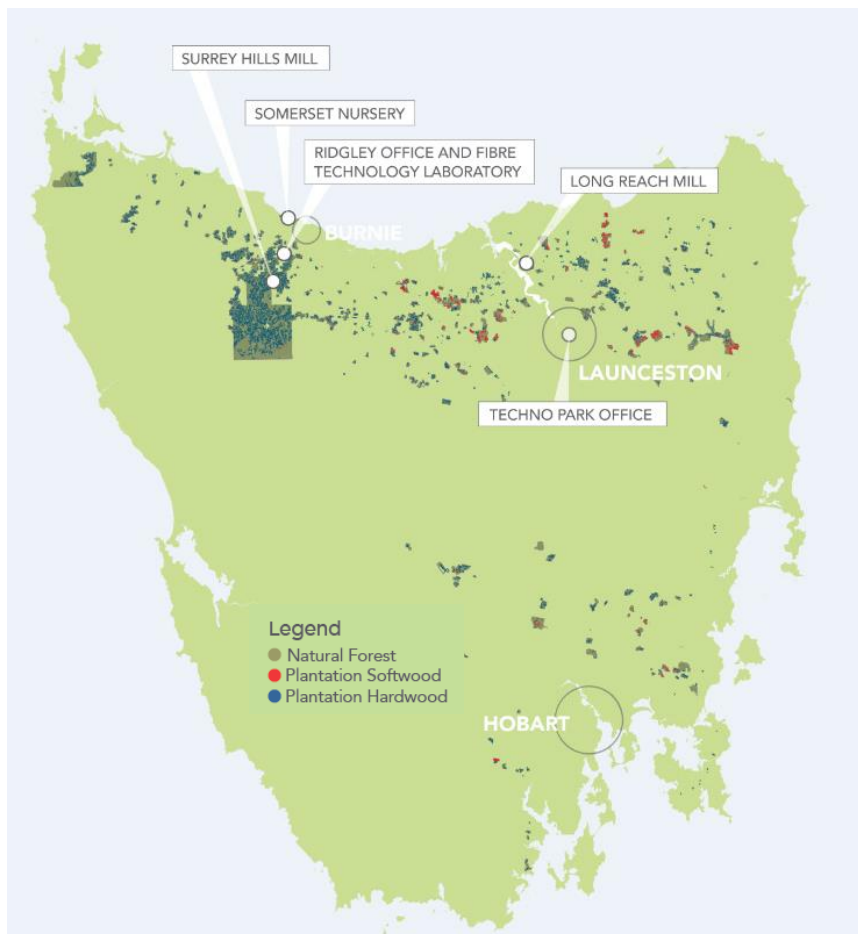 SURREY HILLS MILL
SOMERSET NURSERY
RIDGLEY OFFICE AND FIBRE
TECHNOLOGY LABORATORY
LONG REACH MILL
BURNIE
LAUNCESTON
TECHNO PARK OFFICE
Legend
Natural Forest
Plantation Softwood
Plantation Hardwood
HOBART